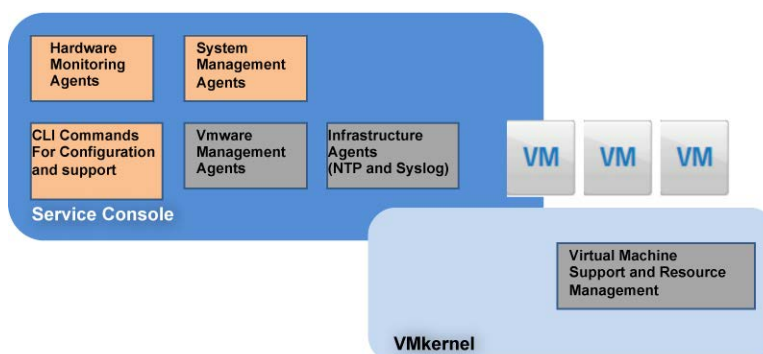 Hardware
Monitoring
Agents
System
Management
Agents
CLI Commands
For Configuration
and support
Vmware
Management
Agents
Infrastructure
Agents
(NTP and Syslog)
VM
VM
VM
Service Console
Virtual Machine
Support and Resource
Management
VMkernel